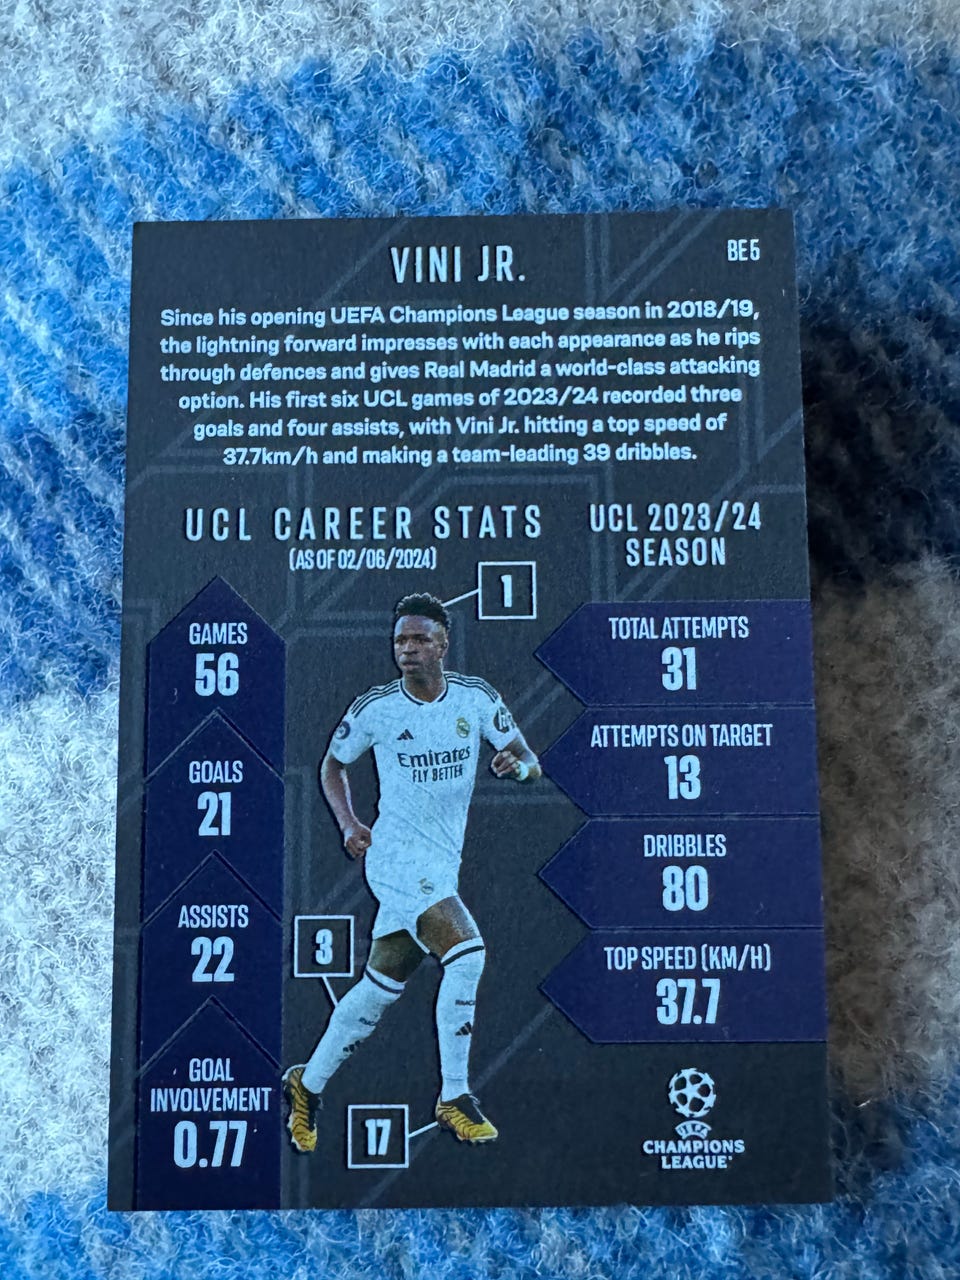 VINI JR.
BE5
Since his opening UEFA Champions League season in 2018/19,
the lightning forward impresses with each appearance as he rips
through defences and gives Real Madrid a world-class attacking
option. His first six UCL games of 2023/24 recorded three
goals and four assists, with Vini Jr. hitting a top speed of
37.7km/h and making a team-leading 39 dribbles.
UCL CAREER STATS
(AS OF 02/06/2024)
GAMES
56
GOALS
21
ASSISTS
22
GOAL
INVOLVEMENT
0.77
1
Emirates
FLY BETTER
3
17
UCL 2023/24
SEASON
TOTAL ATTEMPTS
31
ATTEMPTS ON TARGET
13
DRIBBLES
80
TOP SPEED (KM/H)
37.7
UEFA
CHAMPIONS
LEAGUE